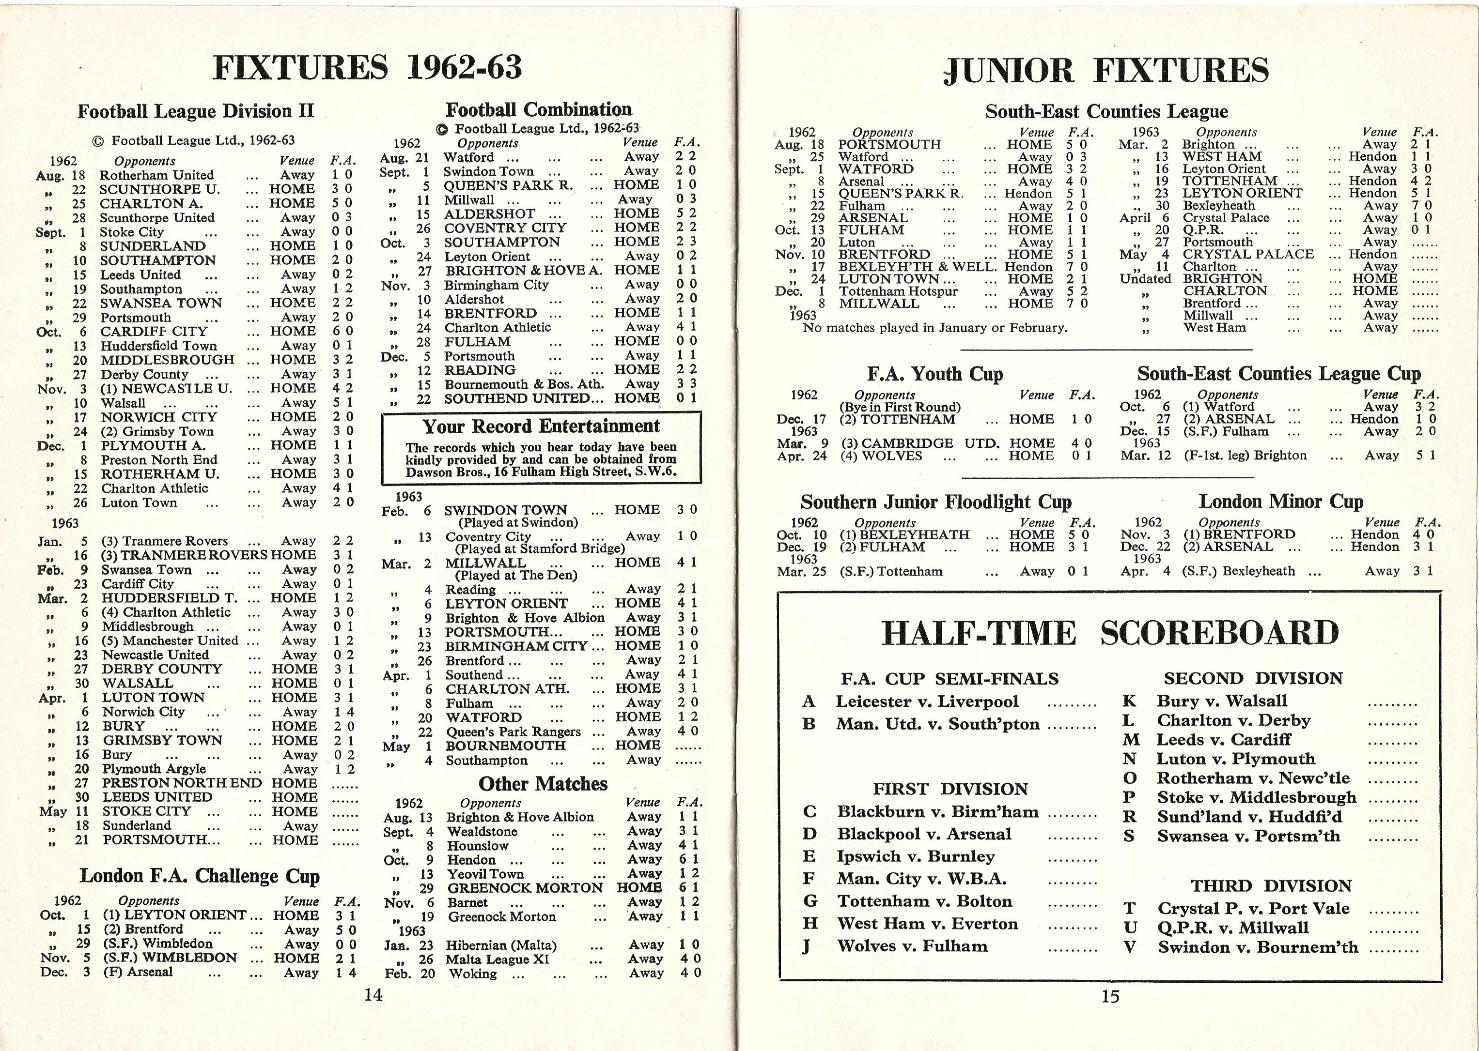 FIXTURES 1962-63
Football League Division II
© Football League Ltd., 1962-63
1962 Opponents Venue F.A.
Aug. 18 Rotherham United ... Away 1 0
„ 22 SCUNTHORPE U. ... HOME 3 0
„ 25 CHARLTON A. ... HOME 5 0
„ 28 Scunthorpe United ... Away 0 3
Sept. 1 Stoke City ... ... Away 0 0
„ 8 SUNDERLAND ... HOME 1 0
„ 10 SOUTHAMPTON ... HOME 2 0
„ 15 Leeds United ... ... Away 0 2
„ 19 Southampton ... ... Away 1 2
„ 22 SWANSEA TOWN ... HOME 2 2
„ 29 Portsmouth ... ... Away 2 0
Oct. 6 CARDIFF CITY ... HOME 6 0
„ 13 Huddersfield Town ... Away 0 1
„ 20 MIDDLESBROUGH ... HOME 3 2
„ 27 Derby County ... ... Away 3 1
Nov. 3 (1) NEWCASTLE U. ... HOME 4 2
„ 10 Walsall ... ... ... Away 5 1
„ 17 NORWICH CITY ... HOME 2 0
„ 24 (2) Grimsby Town ... Away 3 0
Dec. 1 PLYMOUTH A. ... HOME 1 1
„ 8 Preston North End ... Away 3 1
„ 15 ROTHERHAM U. ... HOME 3 0
„ 22 Charlton Athletic ... Away 4 1
„ 26 Luton Town ... ... Away 2 0
1963
Jan. 5 (3) Tranmere Rovers ... Away 2 2
„ 16 (3) TRANMERE ROVERS HOME 3 1
Feb. 9 Swansea Town ... ... Away 0 2
„ 23 Cardiff City ... ... Away 0 1
Mar. 2 HUDDERSFIELD T. ... HOME 1 2
„ 6 (4) Charlton Athletic ... Away 3 0
„ 9 Middlesbrough ... ... Away 0 1
„ 16 (5) Manchester United ... Away 1 2
„ 23 Newcastle United ... Away 0 2
„ 27 DERBY COUNTY ... HOME 3 1
„ 30 WALSALL ... ... HOME 0 1
Apr. 1 LUTON TOWN ... HOME 3 1
„ 6 Norwich City ... ... Away 1 4
„ 12 BURY ... ... ... HOME 2 0
„ 13 GRIMSBY TOWN ... HOME 2 1
„ 16 Bury ... ... ... Away 0 2
„ 20 Plymouth Argyle ... Away 1 2
„ 27 PRESTON NORTH END HOME ......
„ 30 LEEDS UNITED ... HOME ......
May 11 STOKE CITY ... ... HOME ......
„ 18 Sunderland ... ... Away ......
„ 21 PORTSMOUTH... ... HOME ......
London F.A. Challenge Cup
1962 Opponents Venue F.A.
Oct. 1 (1) LEYTON ORIENT ... HOME 3 1
„ 15 (2) Brentford ... ... Away 5 0
„ 29 (S.F.) Wimbledon ... Away 0 0
Nov. 5 (S.F.) WIMBLEDON ... HOME 2 1
Dec. 3 (F) Arsenal ... ... Away 1 4
Football Combination
© Football League Ltd., 1962-63
1962 Opponents Venue F.A.
Aug. 21 Watford ... ... ... Away 2 2
Sept. 1 Swindon Town ... ... Away 2 0
„ 5 QUEEN'S PARK R. ... HOME 1 0
„ 11 Millwall ... ... ... Away 0 3
„ 15 ALDERSHOT ... ... HOME 5 2
„ 26 COVENTRY CITY ... HOME 2 2
Oct. 3 SOUTHAMPTON ... HOME 2 3
„ 24 Leyton Orient ... ... Away 0 2
„ 27 BRIGHTON & HOVE A. HOME 1 1
Nov. 3 Birmingham City ... Away 0 0
„ 10 Aldershot ... ... Away 2 0
„ 14 BRENTFORD ... ... HOME 1 1
„ 24 Charlton Athletic ... Away 4 1
„ 28 FULHAM ... ... HOME 0 0
Dec. 5 Portsmouth ... ... Away 1 1
„ 12 READING ... ... HOME 2 2
„ 15 Bournemouth & Bos. Ath. Away 3 3
„ 22 SOUTHEND UNITED... HOME 0 1
Your Record Entertainment
The records which you hear today have been
kindly provided by and can be obtained from
Dawson Bros., 16 Fulham High Street, S.W.6.
1963
Feb. 6 SWINDON TOWN ... HOME 3 0
(Played at Swindon)
„ 13 Coventry City ... ... Away 1 0
(Played at Stamford Bridge)
Mar. 2 MILLWALL ... ... HOME 4 1
(Played at The Den)
„ 4 Reading ... ... ... Away 2 1
„ 6 LEYTON ORIENT ... HOME 4 1
„ 9 Brighton & Hove Albion Away 3 1
„ 13 PORTSMOUTH... ... HOME 3 0
„ 23 BIRMINGHAM CITY ... HOME 1 0
„ 26 Brentford ... ... ... Away 2 1
Apr. 1 Southend ... ... ... Away 4 1
„ 6 CHARLTON ATH. ... HOME 3 1
„ 8 Fulham ... ... ... Away 2 0
„ 20 WATFORD ... ... HOME 1 2
„ 22 Queen's Park Rangers ... Away 4 0
May 1 BOURNEMOUTH ... HOME ......
„ 4 Southampton ... ... Away ......
Other Matches
1962 Opponents Venue F.A.
Aug. 13 Brighton & Hove Albion Away 1 1
Sept. 4 Wealdstone ... ... Away 3 1
„ 8 Hounslow ... ... Away 4 1
Oct. 9 Hendon ... ... ... Away 6 1
„ 13 Yeovil Town ... ... Away 1 2
„ 29 GREENOCK MORTON HOME 6 1
Nov. 6 Barnet ... ... ... Away 1 2
„ 19 Greenock Morton ... Away 1 1
1963
Jan. 23 Hibernian (Malta) ... Away 1 0
„ 26 Malta League XI ... Away 4 0
Feb. 20 Woking ... ... ... Away 4 0
14
JUNIOR FIXTURES
South-East Counties League
1962 Opponents Venue F.A.
Aug. 18 PORTSMOUTH ... HOME 5 0
„ 25 Watford ... ... ... Away 0 3
Sept. 1 WATFORD ... ... HOME 3 2
„ 8 Arsenal ... ... ... Away 4 0
„ 15 QUEEN'S PARK R. ... Hendon 5 1
„ 22 Fulham ... ... ... Away 2 0
„ 29 ARSENAL ... ... HOME 1 0
Oct. 13 FULHAM ... ... HOME 1 1
„ 20 Luton ... ... ... Away 1 1
Nov. 10 BRENTFORD ... ... HOME 5 1
„ 17 BEXLEYH'TH & WELL. Hendon 7 0
„ 24 LUTON TOWN ... ... HOME 2 1
Dec. 1 Tottenham Hotspur ... Away 5 2
„ 8 MILLWALL ... ... HOME 7 0
1963
No matches played in January or February.
1963 Opponents Venue F.A.
Mar. 2 Brighton ... ... ... Away 2 1
„ 13 WEST HAM ... ... Hendon 1 1
„ 16 Leyton Orient ... ... Away 3 0
„ 19 TOTTENHAM ... ... Hendon 4 2
„ 23 LEYTON ORIENT ... Hendon 5 1
„ 30 Bexleyheath ... ... Away 7 0
April 6 Crystal Palace ... ... Away 1 0
„ 20 Q.P.R. ... ... ... Away 0 1
„ 27 Portsmouth ... ... Away ......
May 4 CRYSTAL PALACE ... Hendon ......
„ 11 Charlton ... ... ... Away ......
Undated BRIGHTON ... ... HOME ......
„ CHARLTON ... ... HOME ......
„ Brentford ... ... ... Away ......
„ Millwall ... ... ... Away ......
„ West Ham ... ... Away ......
F.A. Youth Cup
1962 Opponents Venue F.A.
(Bye in First Round)
Dec. 17 (2) TOTTENHAM ... HOME 1 0
1963
Mar. 9 (3) CAMBRIDGE UTD. HOME 4 0
Apr. 24 (4) WOLVES ... ... HOME 0 1
South-East Counties League Cup
1962 Opponents Venue F.A.
Oct. 6 (1) Watford ... ... Away 3 2
„ 27 (2) ARSENAL ... ... Hendon 1 0
Dec. 15 (S.F.) Fulham ... ... Away 2 0
1963
Mar. 12 (F-1st. leg) Brighton ... Away 5 1
Southern Junior Floodlight Cup
1962 Opponents Venue F.A.
Oct. 10 (1) BEXLEYHEATH ... HOME 5 0
Dec. 19 (2) FULHAM ... ... HOME 3 1
1963
Mar. 25 (S.F.) Tottenham ... Away 0 1
London Minor Cup
1962 Opponents Venue F.A.
Nov. 3 (1) BRENTFORD ... Hendon 4 0
Dec. 22 (2) ARSENAL ... ... Hendon 3 1
1963
Apr. 4 (S.F.) Bexleyheath ... Away 3 1
HALF-TIME SCOREBOARD
F.A. CUP SEMI-FINALS
A Leicester v. Liverpool .........
B Man. Utd. v. South'pton .........
FIRST DIVISION
C Blackburn v. Birm'ham .........
D Blackpool v. Arsenal .........
E Ipswich v. Burnley .........
F Man. City v. W.B.A. .........
G Tottenham v. Bolton .........
H West Ham v. Everton .........
J Wolves v. Fulham .........
SECOND DIVISION
K Bury v. Walsall .........
L Charlton v. Derby .........
M Leeds v. Cardiff .........
N Luton v. Plymouth .........
O Rotherham v. Newc'tle .........
P Stoke v. Middlesbrough .........
R Sund'land v. Huddfi'd .........
S Swansea v. Portsm'th .........
THIRD DIVISION
T Crystal P. v. Port Vale .........
U Q.P.R. v. Millwall .........
V Swindon v. Bournem'th .........
15